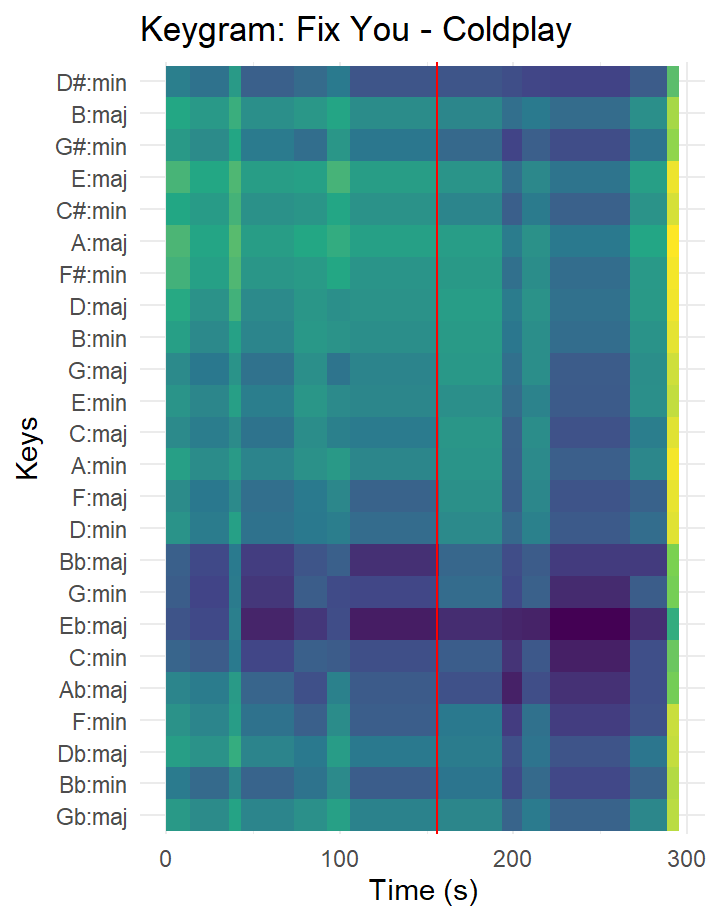 Keygram: Fix You - Coldplay
D#:min
B:maj
G#:min
E:maj
C#:min
A:maj
F#:min
D:maj
B:min
G:maj
E:min
C:maj
A:min
F:maj
D:min
Bb:maj
G:min
Eb:maj
C:min
Ab:maj
F:min
Db:maj
Bb:min
Gb:maj
Keys
0 100 200 300
Time (s)